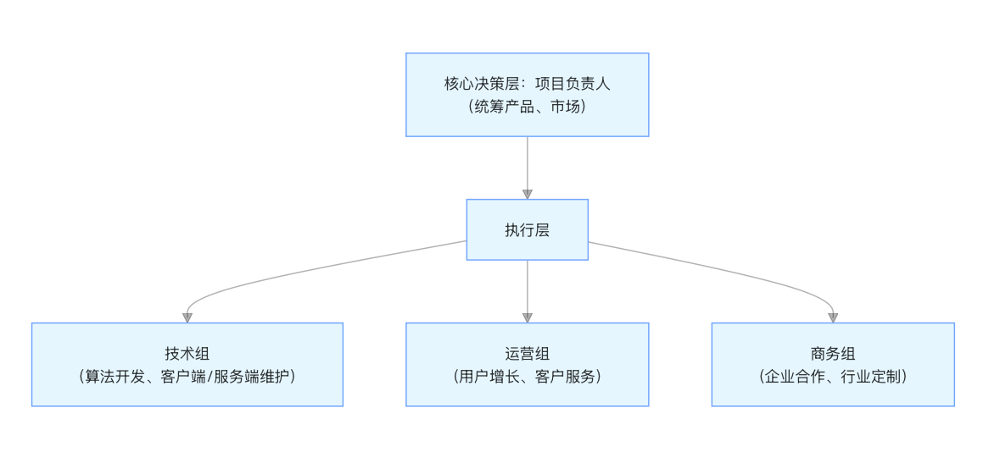 核心决策层：项目负责人
（统筹产品、市场）
执行层
技术组
（算法开发、客户端/服务端维护）
运营组
（用户增长、客户服务）
商务组
（企业合作、行业定制）